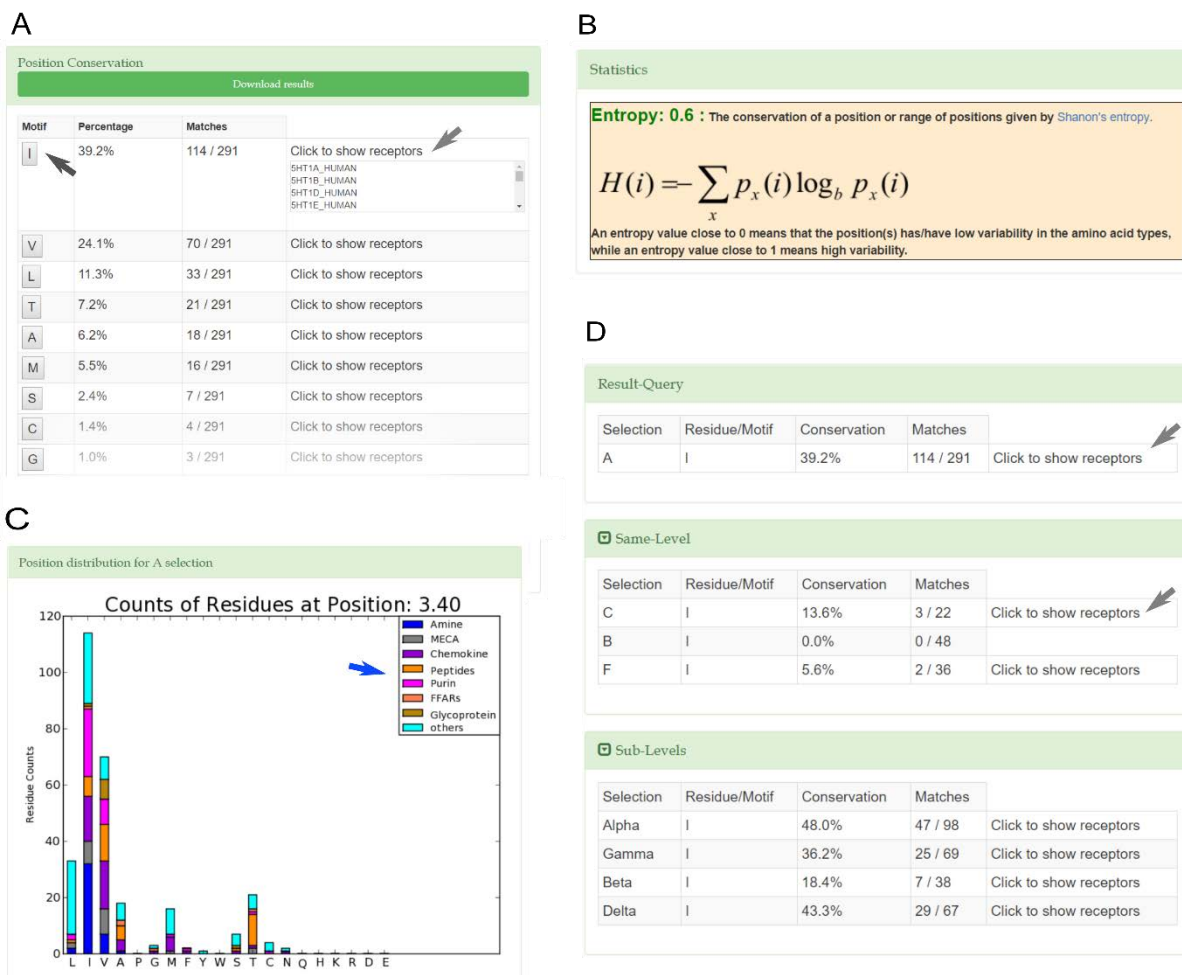 A
Position Conservation
Download results
Motif Percentage Matches
I 39.2% 114 / 291 Click to show receptors
5HT1A_HUMAN
5HT1B_HUMAN
5HT1D_HUMAN
5HT1E_HUMAN
V 24.1% 70 / 291 Click to show receptors
L 11.3% 33 / 291 Click to show receptors
T 7.2% 21 / 291 Click to show receptors
A 6.2% 18 / 291 Click to show receptors
M 5.5% 16 / 291 Click to show receptors
S 2.4% 7 / 291 Click to show receptors
C 1.4% 4 / 291 Click to show receptors
G 1.0% 3 / 291 Click to show receptors
B
Statistics
Entropy: 0.6 : The conservation of a position or range of positions given by Shanon's entropy.
H(i) =- ∑ₓ pₓ(i) log_b pₓ(i)
An entropy value close to 0 means that the position(s) has/have low variability in the amino acid types,
while an entropy value close to 1 means high variability.
C
Position distribution for A selection
Counts of Residues at Position: 3.40
Residue Counts
120
100
80
60
40
20
0
Amine
MECA
Chemokine
Peptides
Purin
FFARs
Glycoprotein
others
L I V A P G M F Y W S T C N Q H K R D E
D
Result-Query
Selection Residue/Motif Conservation Matches
A I 39.2% 114 / 291 Click to show receptors
Same-Level
Selection Residue/Motif Conservation Matches
C I 13.6% 3 / 22 Click to show receptors
B I 0.0% 0 / 48
F I 5.6% 2 / 36 Click to show receptors
Sub-Levels
Selection Residue/Motif Conservation Matches
Alpha I 48.0% 47 / 98 Click to show receptors
Gamma I 36.2% 25 / 69 Click to show receptors
Beta I 18.4% 7 / 38 Click to show receptors
Delta I 43.3% 29 / 67 Click to show receptors